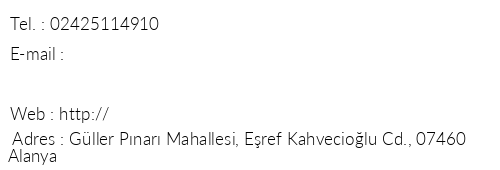 Tel. : 02425114910
E-mail :
Web : http://
Adres : Güller Pınarı Mahallesi, Eşref Kahvecioğlu Cd., 07460
Alanya